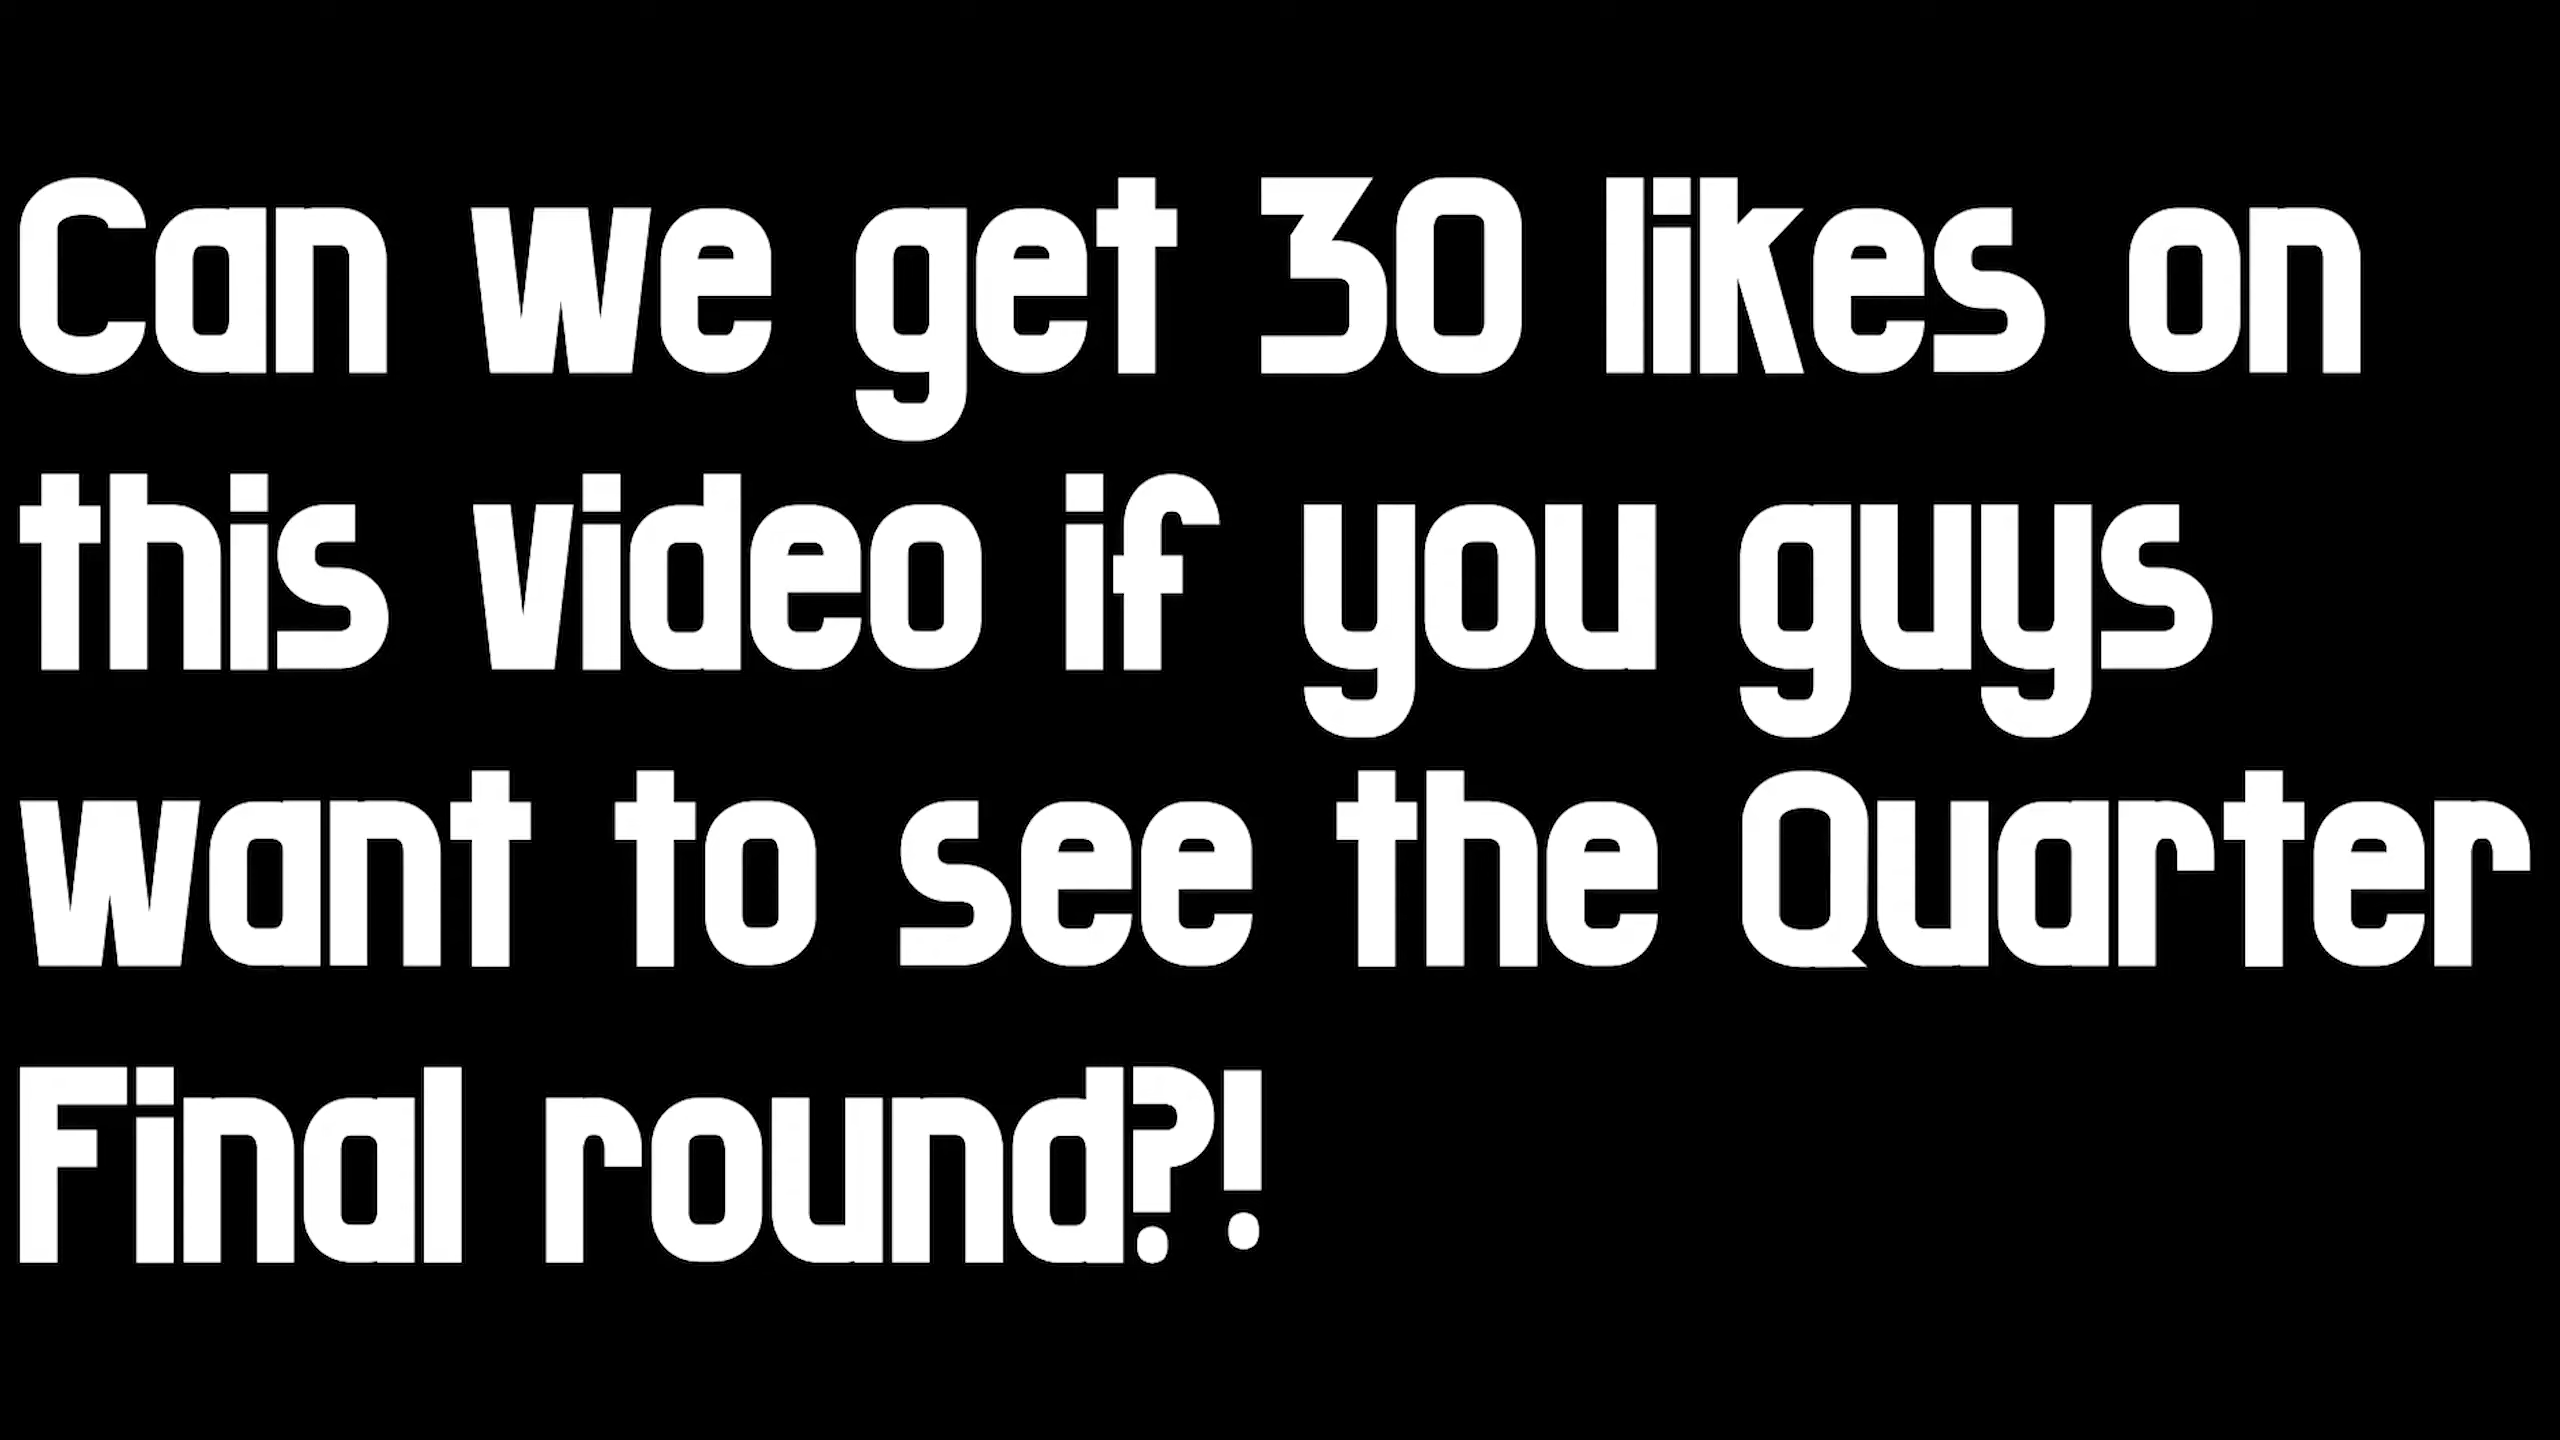 Can we get 30 likes on
this video if you guys
want to see the Quarter
Final round?!